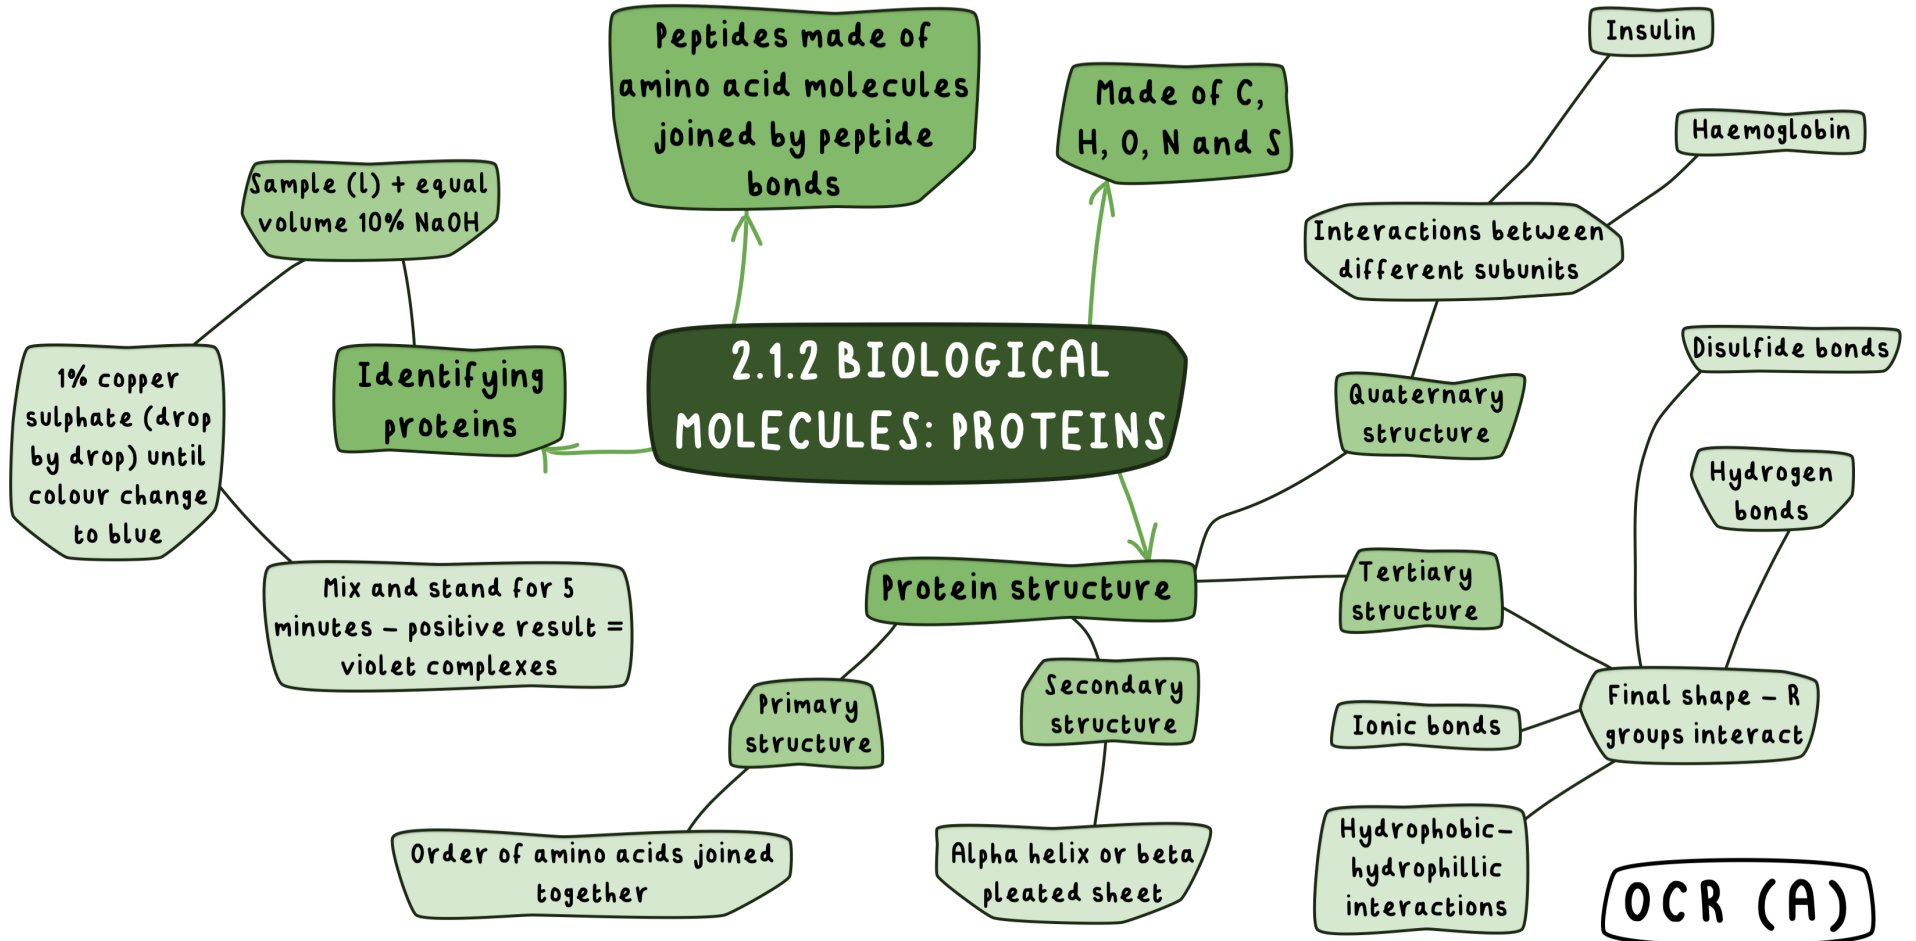 Peptides made of
amino acid molecules
joined by peptide
bonds
Made of C,
H, O, N and S
Insulin
Haemoglobin
Interactions between
different subunits
Sample (l) + equal
volume 10% NaOH
1% copper
sulphate (drop
by drop) until
colour change
to blue
Identifying
proteins
2.1.2 BIOLOGICAL
MOLECULES: PROTEINS
Quaternary
structure
Disulfide bonds
Hydrogen
bonds
Mix and stand for 5
minutes – positive result =
violet complexes
Protein structure
Tertiary
structure
Primary
structure
Secondary
structure
Ionic bonds
Final shape – R
groups interact
Order of amino acids joined
together
Alpha helix or beta
pleated sheet
Hydrophobic–
hydrophillic
interactions
OCR (A)